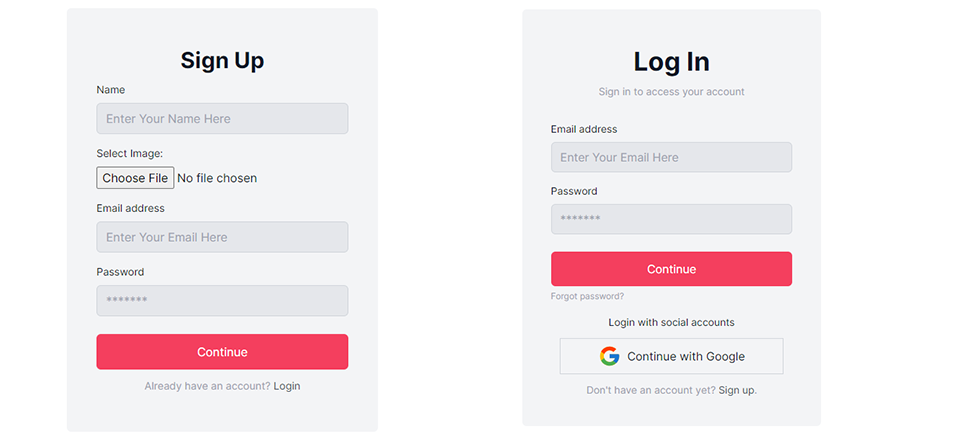 Sign Up
Name
Enter Your Name Here
Select Image:
Choose File No file chosen
Email address
Enter Your Email Here
Password
*******
Continue
Already have an account? Login
Log In
Sign in to access your account
Email address
Enter Your Email Here
Password
*******
Continue
Forgot password?
Login with social accounts
Continue with Google
Don't have an account yet? Sign up.